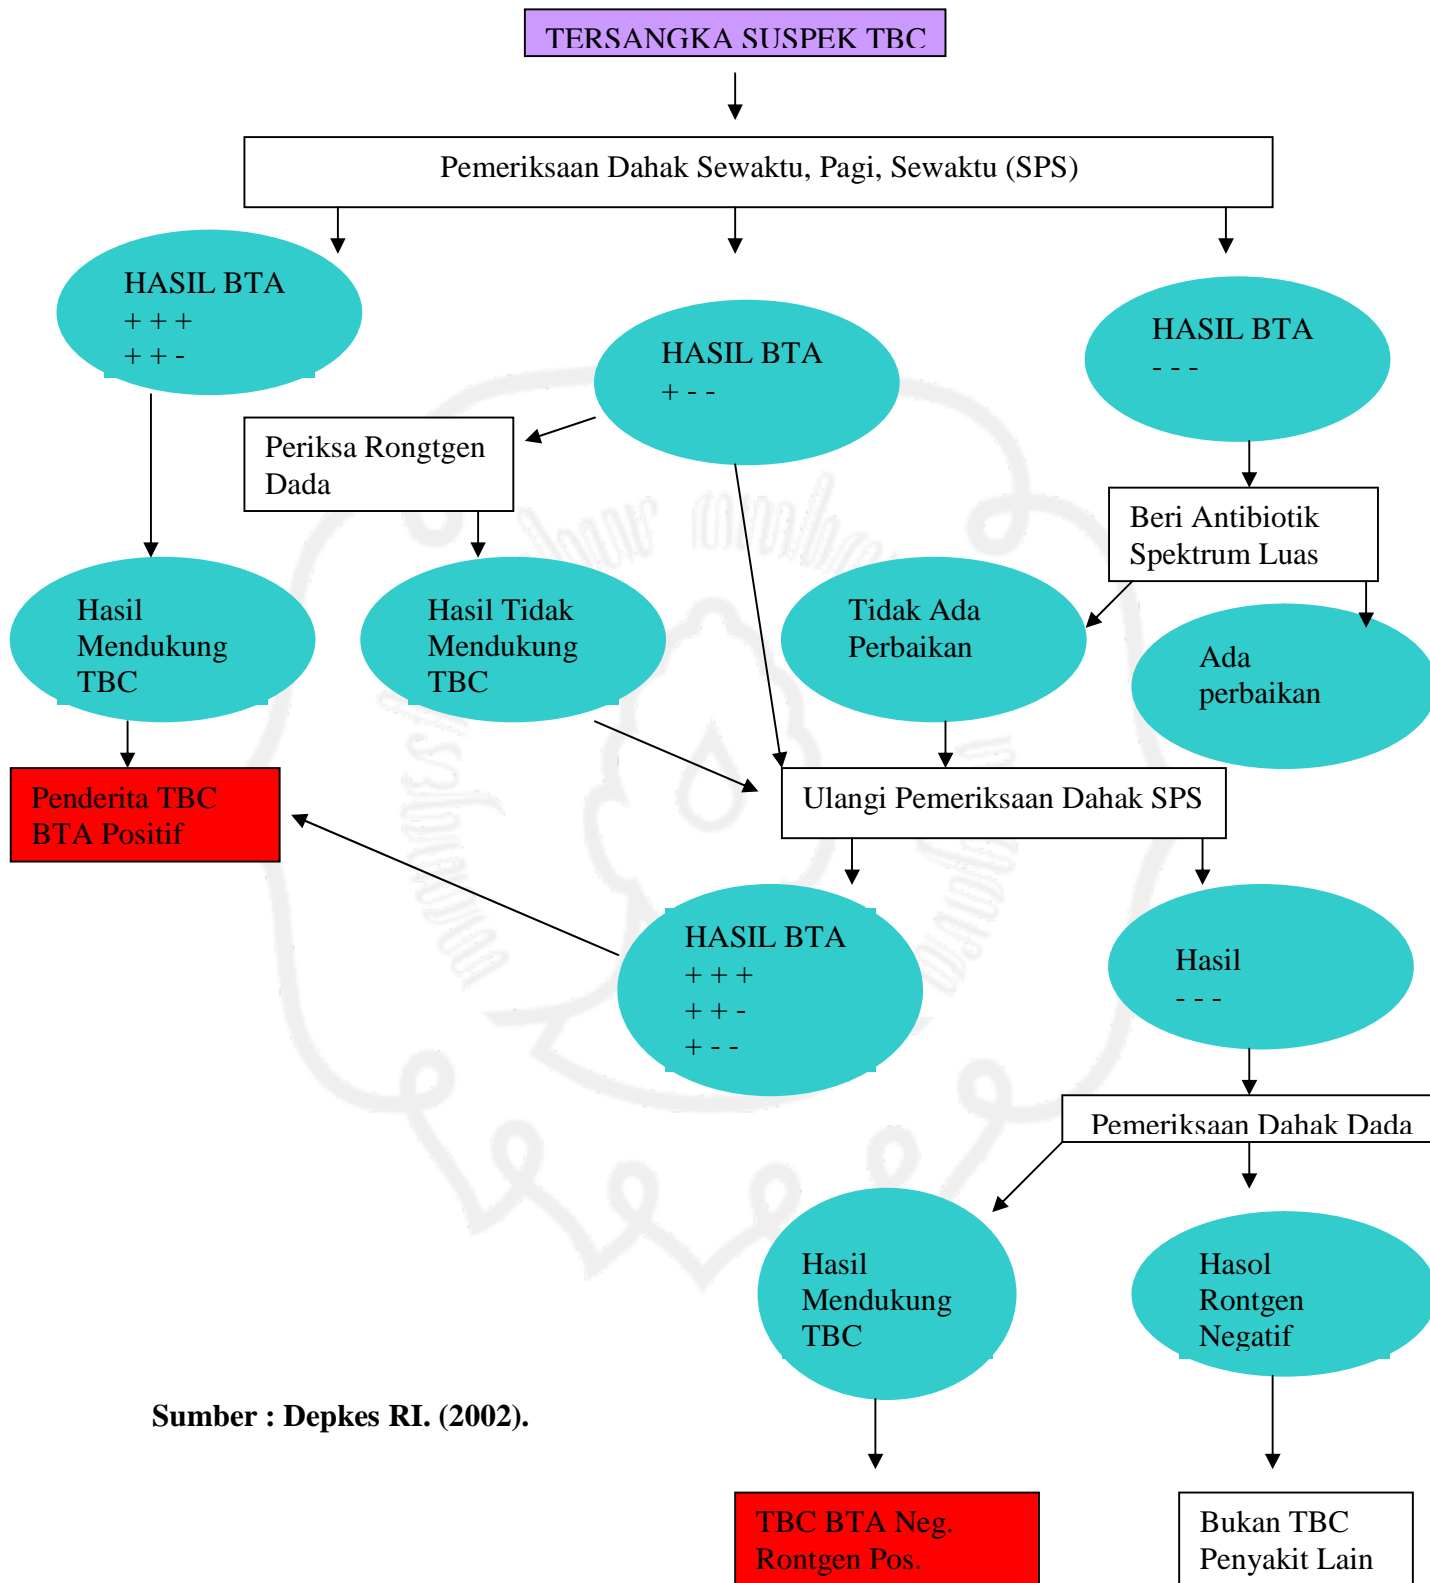 TERSANGKA SUSPEK TBC
Pemeriksaan Dahak Sewaktu, Pagi, Sewaktu (SPS)
HASIL BTA
+ + +
+ + -
HASIL BTA
+ - -
HASIL BTA
- - -
Periksa Rongtgen
Dada
Beri Antibiotik
Spektrum Luas
Hasil
Mendukung
TBC
Hasil Tidak
Mendukung
TBC
Tidak Ada
Perbaikan
Ada
perbaikan
Penderita TBC
BTA Positif
Ulangi Pemeriksaan Dahak SPS
HASIL BTA
+ + +
+ + -
+ - -
Hasil
- - -
Pemeriksaan Dahak Dada
Hasil
Mendukung
TBC
Hasol
Rontgen
Negatif
Sumber : Depkes RI. (2002).
TBC BTA Neg.
Rontgen Pos.
Bukan TBC
Penyakit Lain